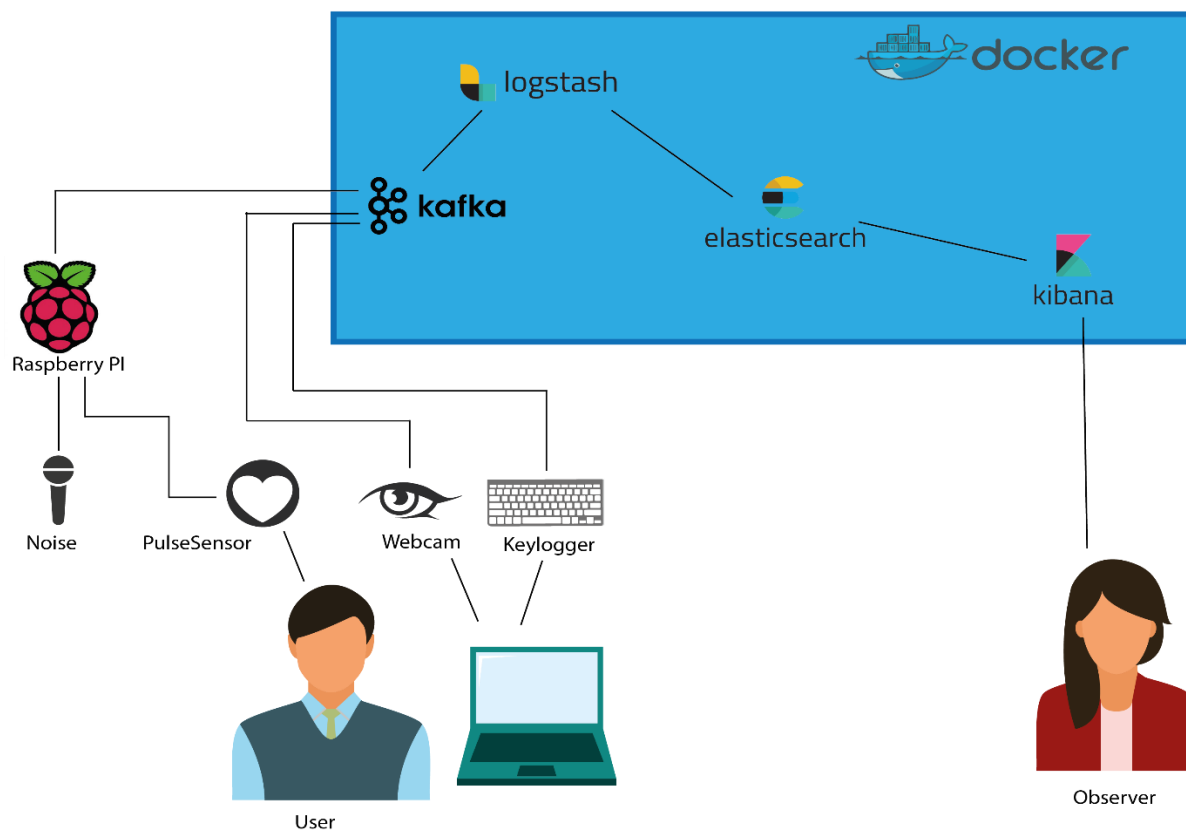 docker
logstash
kafka
elasticsearch
kibana
Raspberry PI
Noise
PulseSensor
Webcam
Keylogger
User
Observer